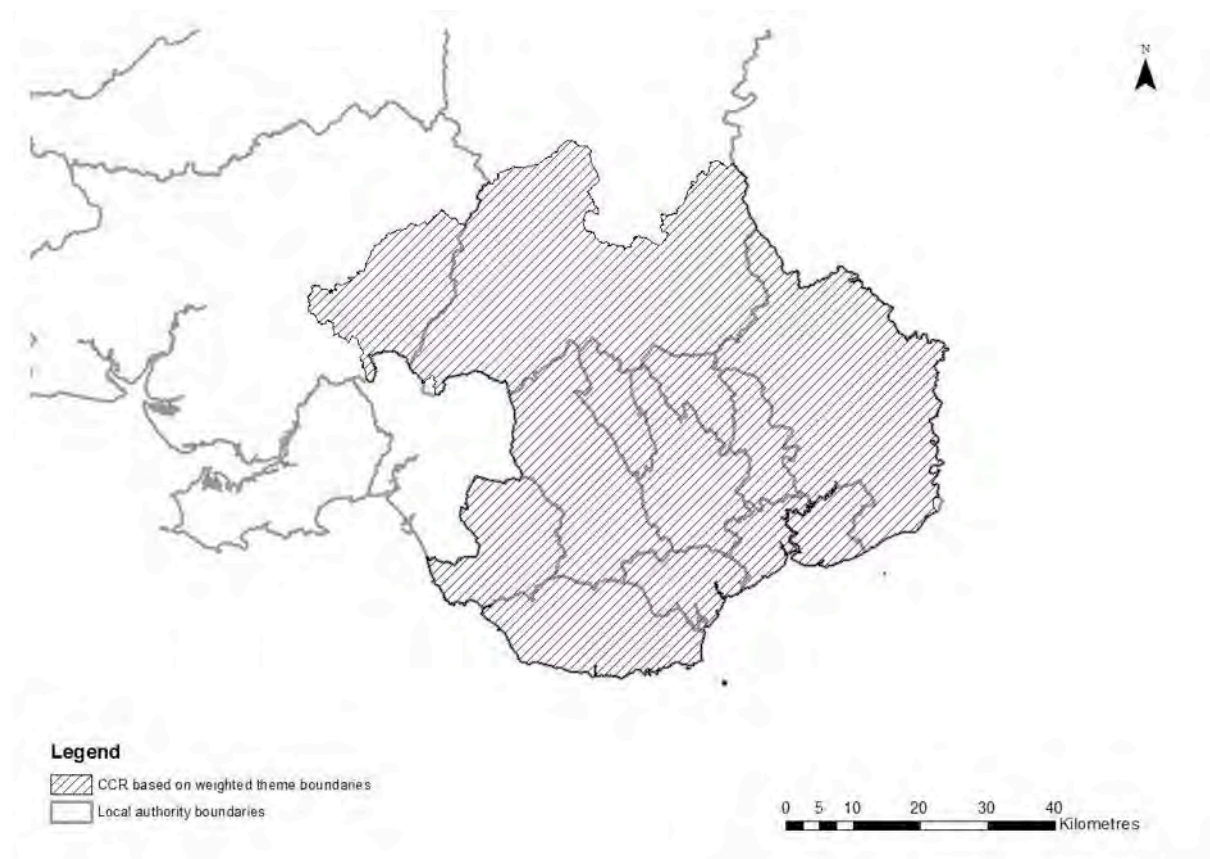 N
Legend
CCR based on weighted theme boundaries
Local authority boundaries
0 5 10 20 30 40
Kilometres